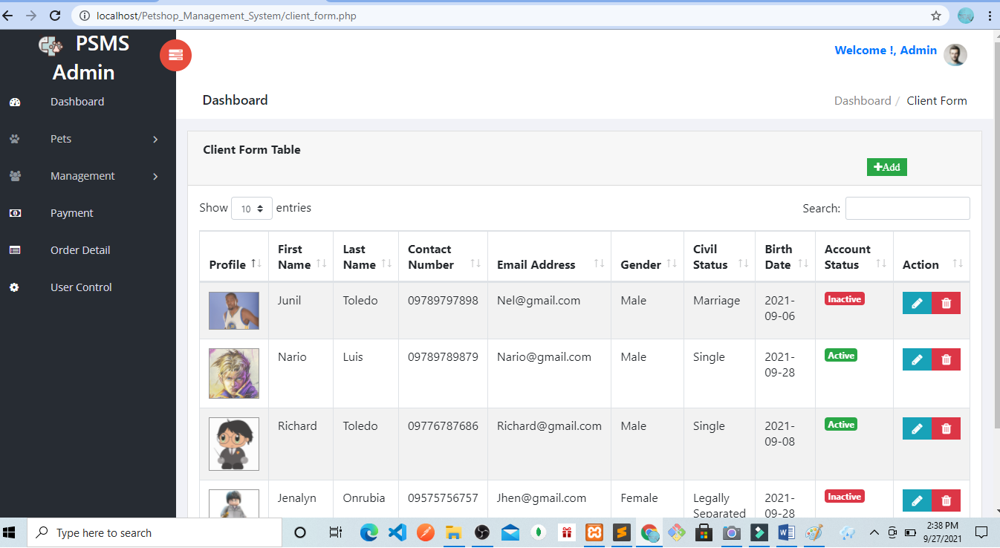 localhost/Petshop_Management_System/client_form.php
PSMS
Admin
Dashboard
Pets
Management
Payment
Order Detail
User Control
Welcome !, Admin
Dashboard
Dashboard / Client Form
Client Form Table
Add
Show 10 entries
Search:
Profile First Name Last Name Contact Number Email Address Gender Civil Status Birth Date Account Status Action
Junil Toledo 09789797898 Nel@gmail.com Male Marriage 2021-09-06 Inactive
Nario Luis 09789789879 Nario@gmail.com Male Single 2021-09-28 Active
Richard Toledo 09776787686 Richard@gmail.com Male Single 2021-09-08 Active
Jenalyn Onrubia 09575756757 Jhen@gmail.com Female Legally Separated 2021-09-28 Inactive
Type here to search
2:38 PM
9/27/2021